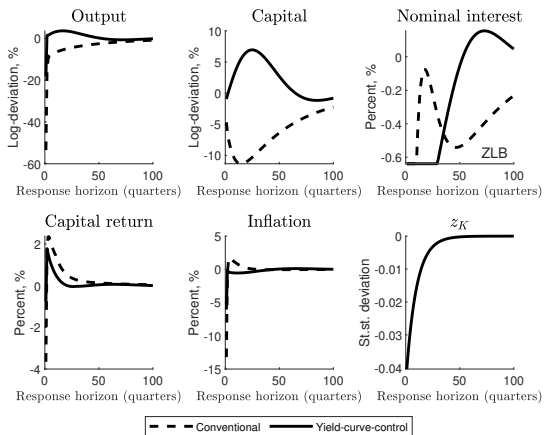 Output
Capital
Nominal interest
Log-deviation, %
0
-20
-40
-60
0
50
100
Response horizon (quarters)
Log-deviation, %
5
0
-5
-10
0
50
100
Response horizon (quarters)
Percent, %
0
-0.2
-0.4
-0.6
ZLB
0
50
100
Response horizon (quarters)
Capital return
Inflation
z_K
Percent, %
2
0
-2
-4
0
50
100
Response horizon (quarters)
Percent, %
5
0
-5
-10
-15
0
50
100
Response horizon (quarters)
St.st. deviation
0
-0.01
-0.02
-0.03
-0.04
0
50
100
Response horizon (quarters)
Conventional
Yield-curve-control